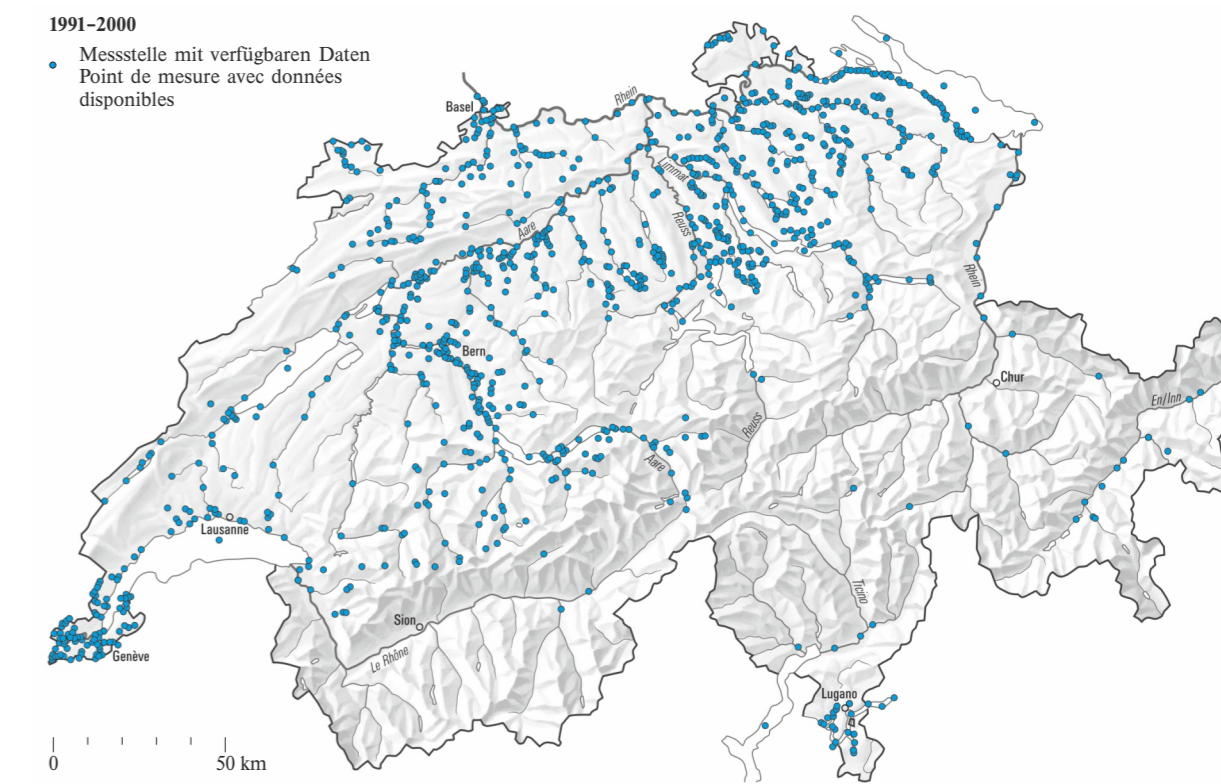 1991–2000
Messstelle mit verfügbaren Daten
Point de mesure avec données
disponibles
Rhein
Basel
Limmat
Reuss
Aare
Rhein
Bern
Chur
En/Inn
Reuss
Aare
Lausanne
Ticino
Sion
Genève
Le Rhône
Lugano
0
50 km